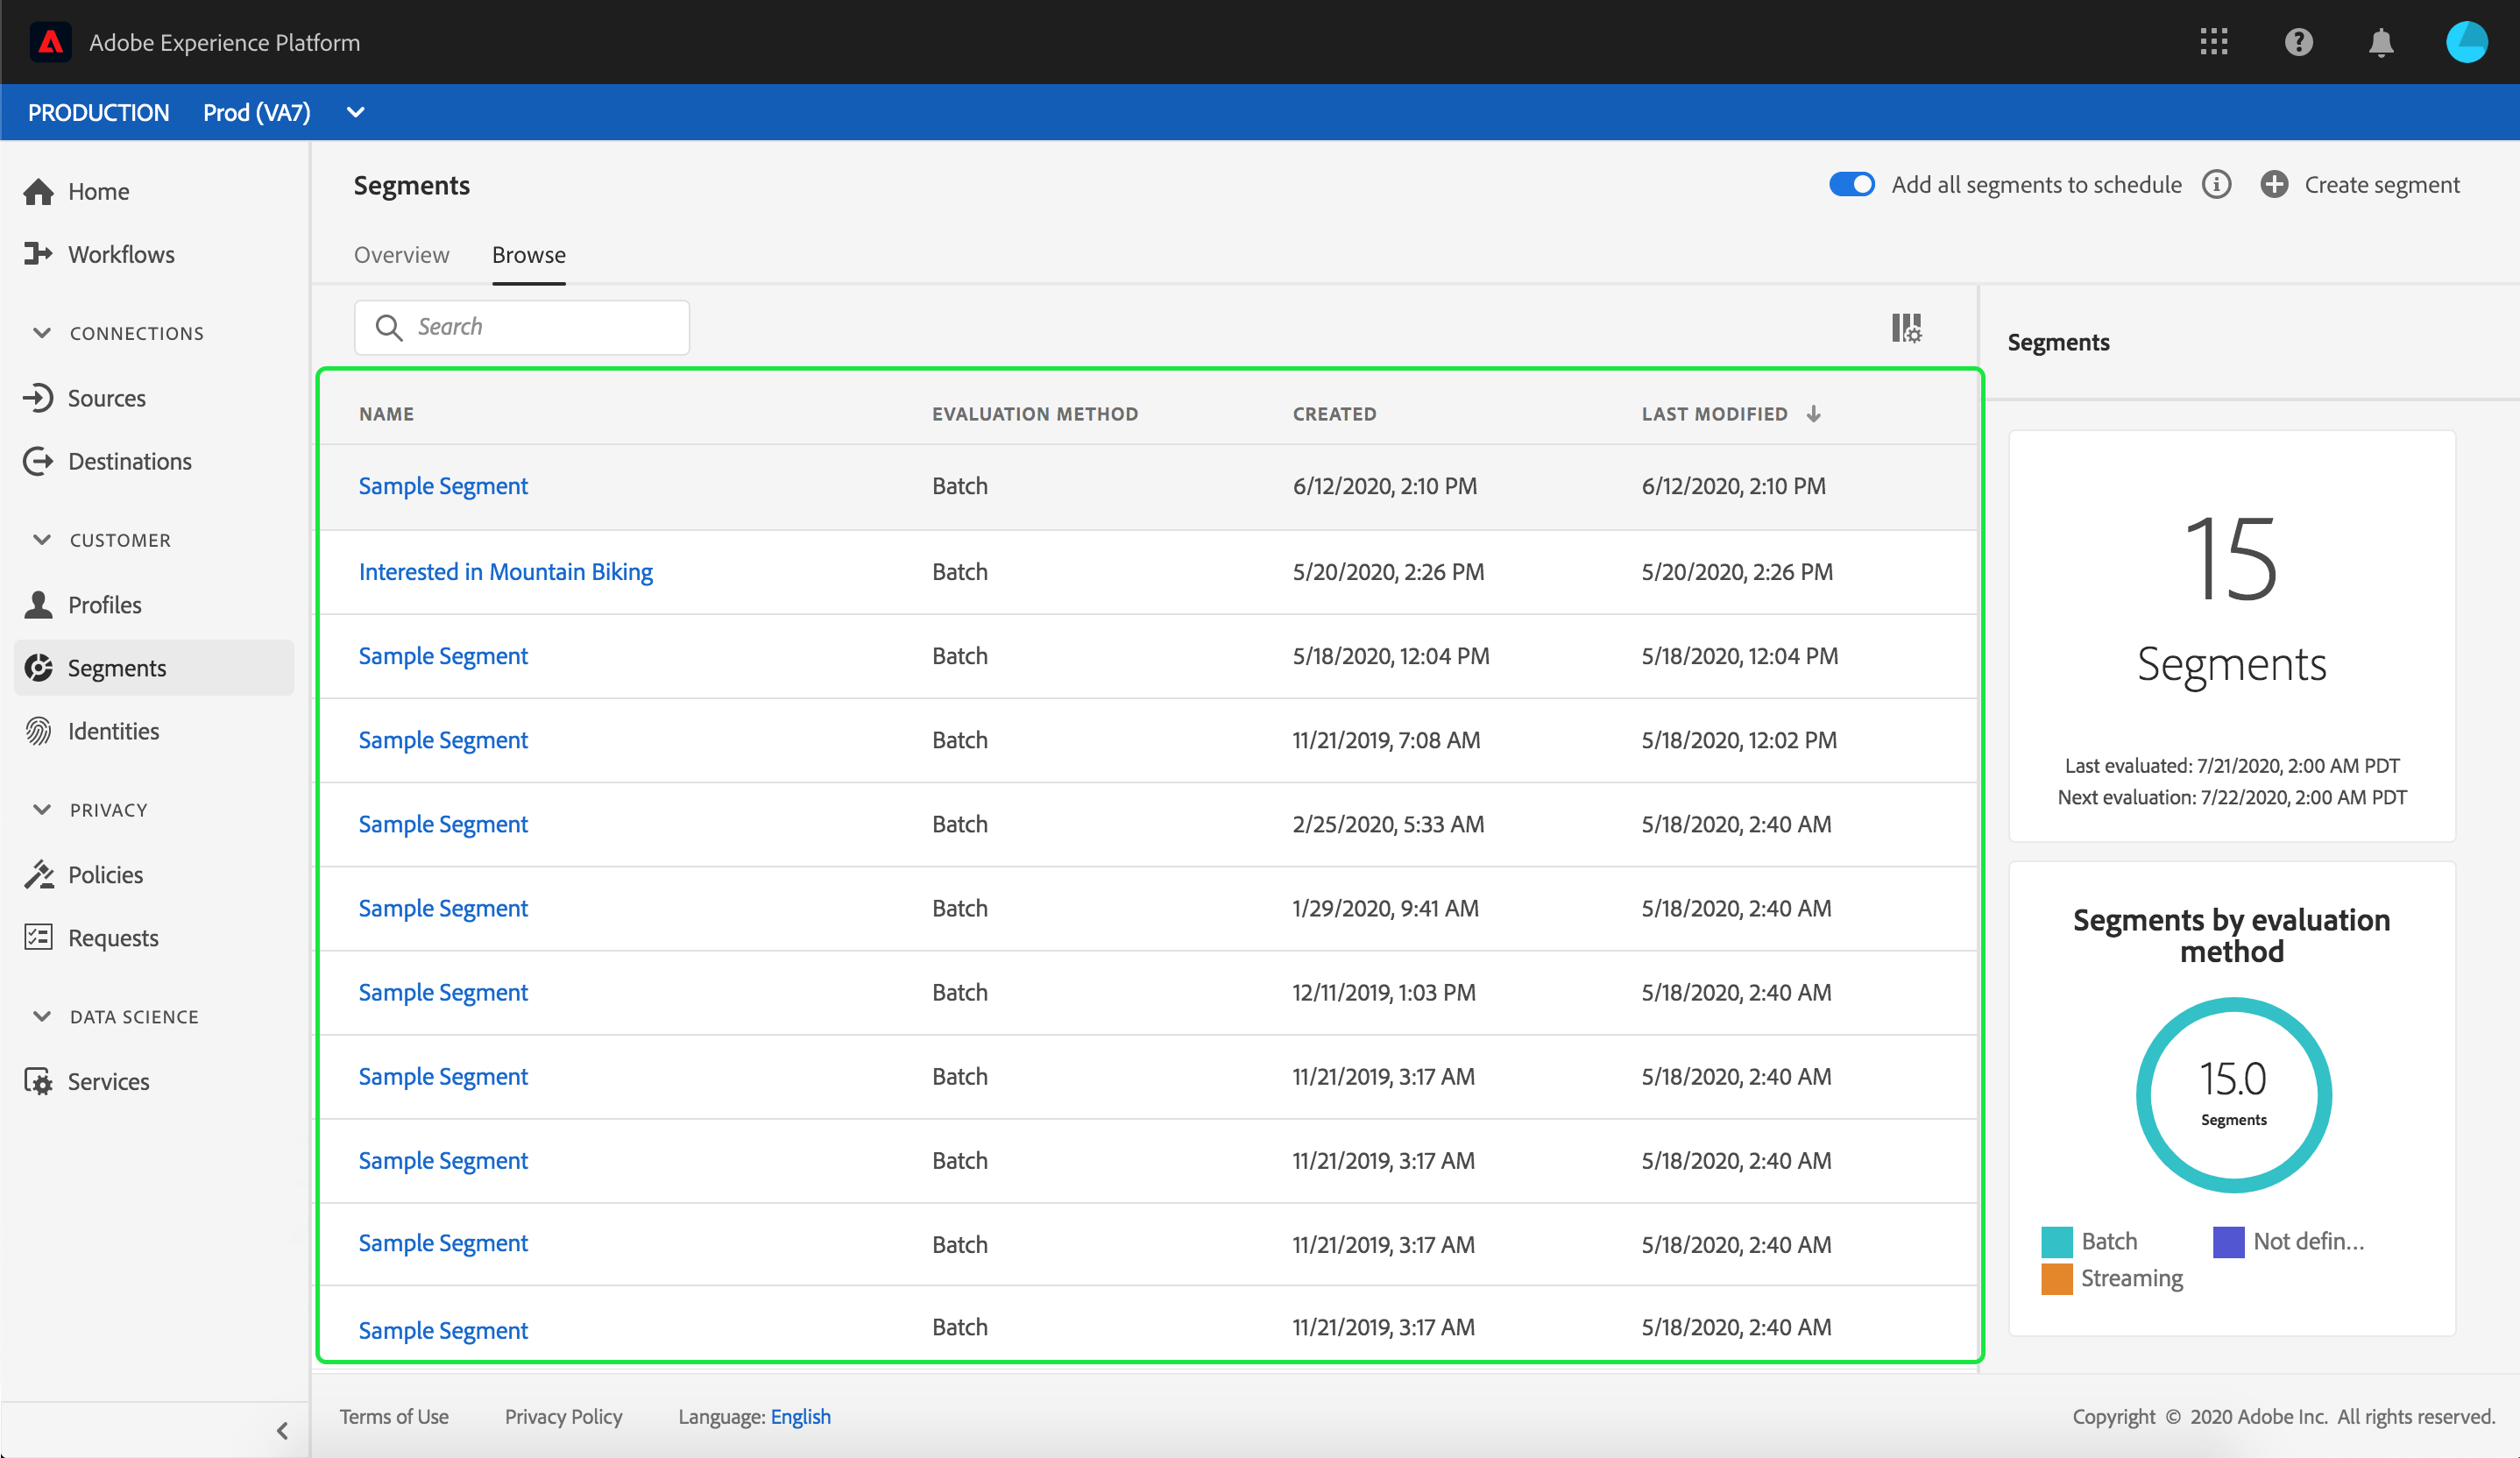 Adobe Experience Platform
PRODUCTION Prod (VA7)
Home
Workflows
CONNECTIONS
Sources
Destinations
CUSTOMER
Profiles
Segments
Identities
PRIVACY
Policies
Requests
DATA SCIENCE
Services
Segments
Add all segments to schedule Create segment
Overview Browse
Search
NAME EVALUATION METHOD CREATED LAST MODIFIED
Sample Segment Batch 6/12/2020, 2:10 PM 6/12/2020, 2:10 PM
Interested in Mountain Biking Batch 5/20/2020, 2:26 PM 5/20/2020, 2:26 PM
Sample Segment Batch 5/18/2020, 12:04 PM 5/18/2020, 12:04 PM
Sample Segment Batch 11/21/2019, 7:08 AM 5/18/2020, 12:02 PM
Sample Segment Batch 2/25/2020, 5:33 AM 5/18/2020, 2:40 AM
Sample Segment Batch 1/29/2020, 9:41 AM 5/18/2020, 2:40 AM
Sample Segment Batch 12/11/2019, 1:03 PM 5/18/2020, 2:40 AM
Sample Segment Batch 11/21/2019, 3:17 AM 5/18/2020, 2:40 AM
Sample Segment Batch 11/21/2019, 3:17 AM 5/18/2020, 2:40 AM
Sample Segment Batch 11/21/2019, 3:17 AM 5/18/2020, 2:40 AM
Sample Segment Batch 11/21/2019, 3:17 AM 5/18/2020, 2:40 AM
Segments
15
Segments
Last evaluated: 7/21/2020, 2:00 AM PDT
Next evaluation: 7/22/2020, 2:00 AM PDT
Segments by evaluation
method
15.0
Segments
Batch Not defin...
Streaming
Terms of Use Privacy Policy Language: English
Copyright © 2020 Adobe Inc. All rights reserved.